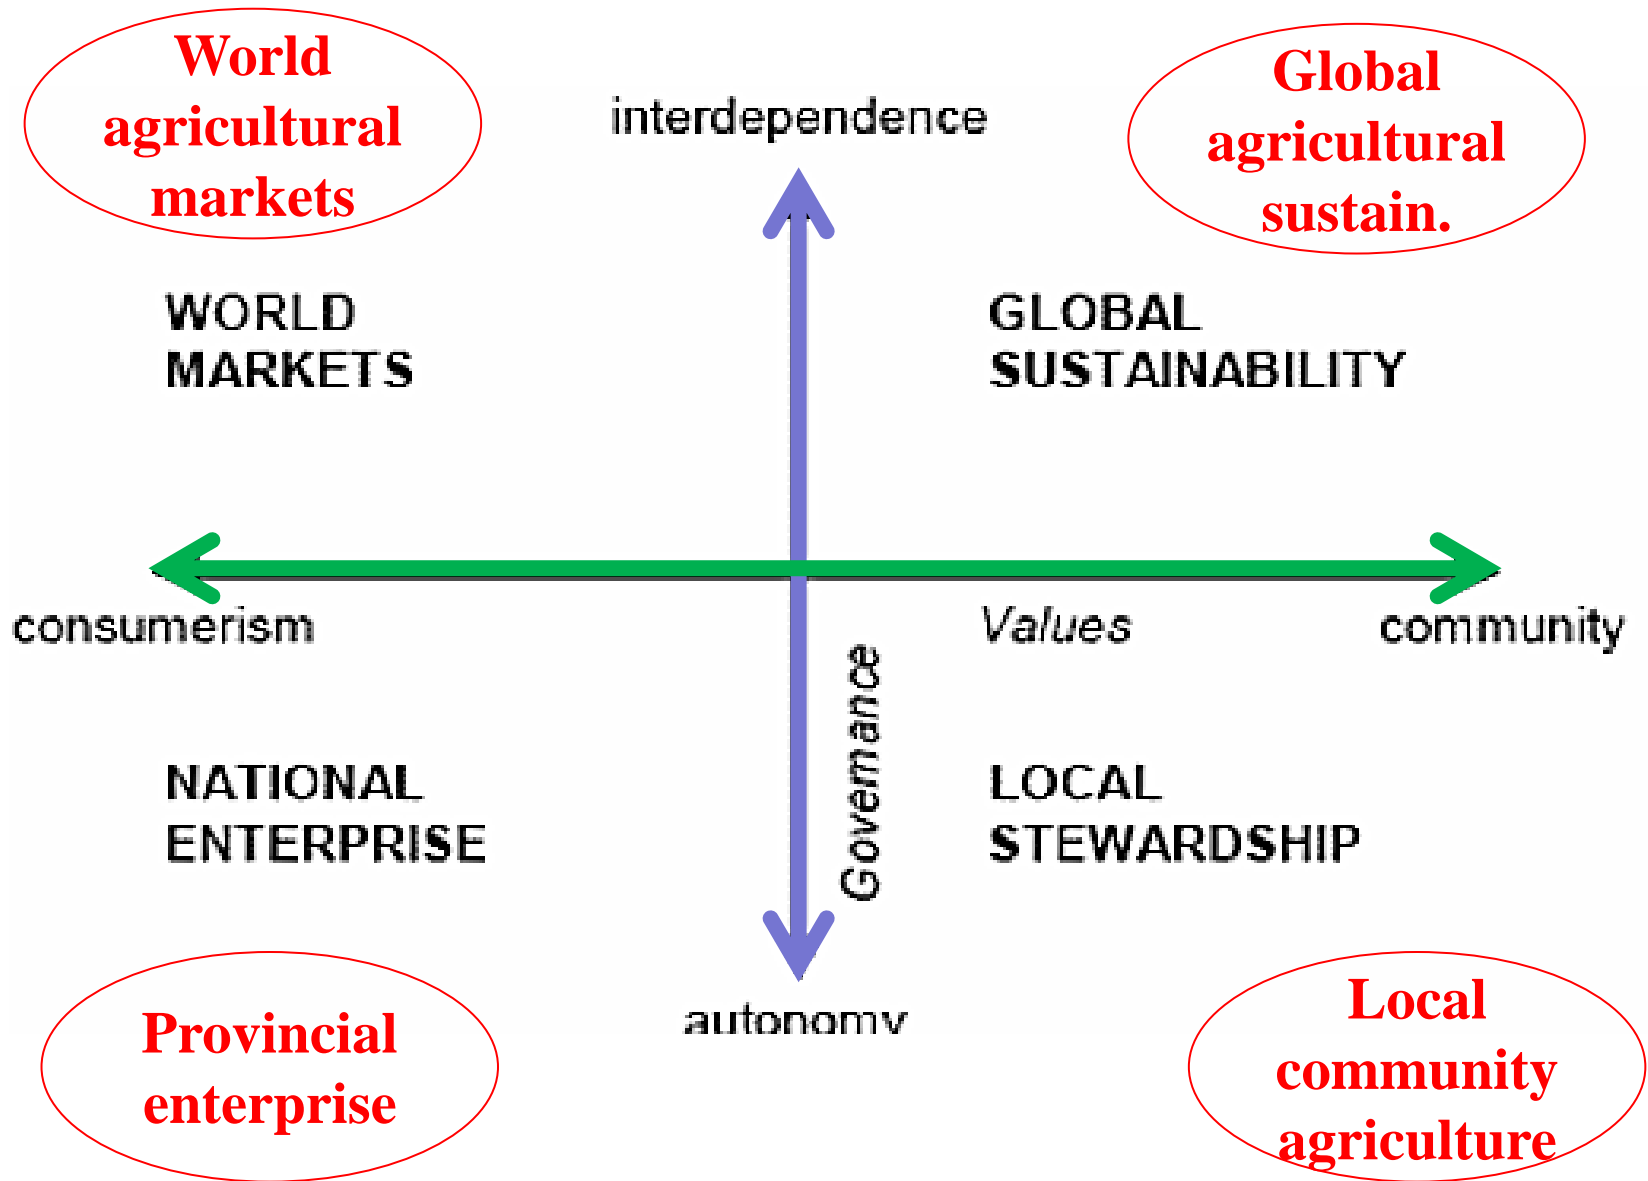 World
agricultural
markets
interdependence
Global
agricultural
sustain.
WORLD
MARKETS
GLOBAL
SUSTAINABILITY
consumerism
Values
community
Governance
NATIONAL
ENTERPRISE
LOCAL
STEWARDSHIP
autonomy
Provincial
enterprise
Local
community
agriculture